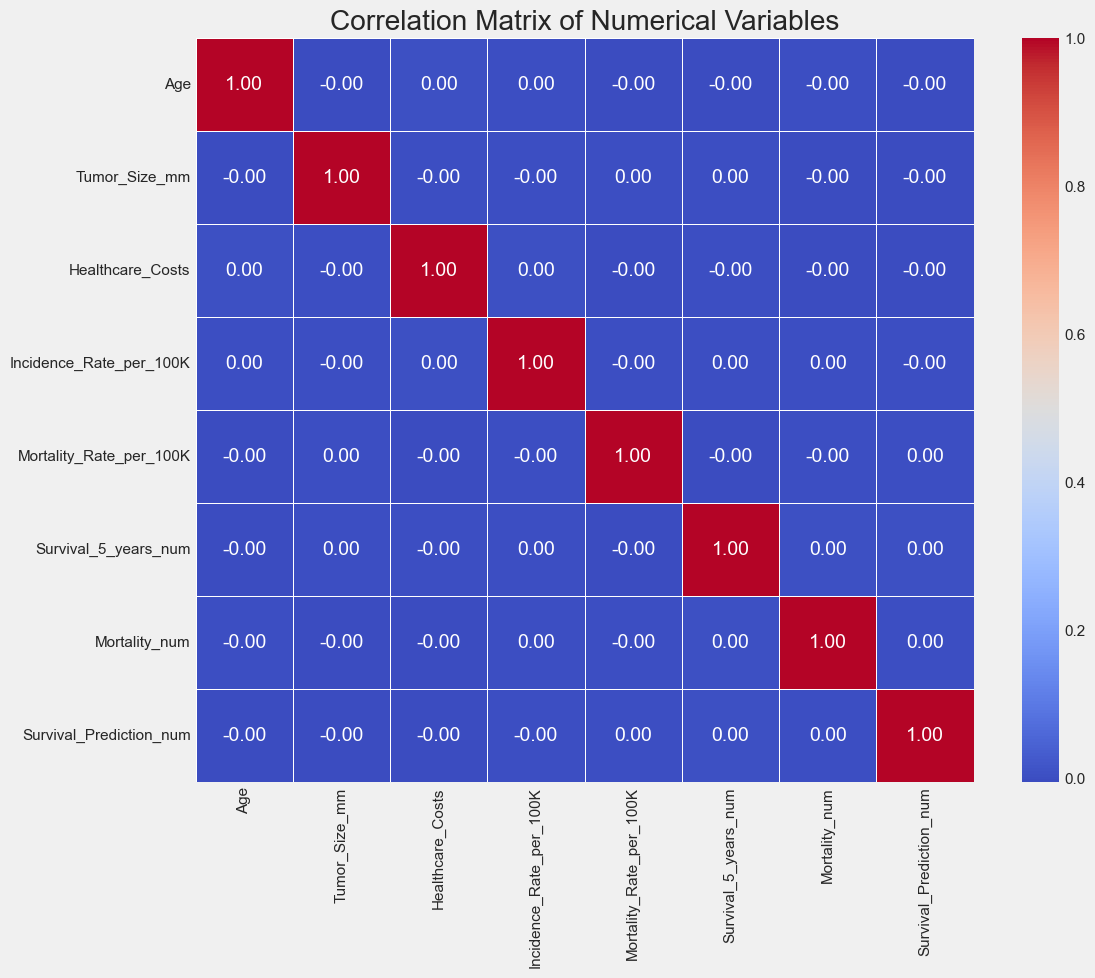 Correlation Matrix of Numerical Variables
Age 1.00 -0.00 0.00 0.00 -0.00 -0.00 -0.00 -0.00
Tumor_Size_mm -0.00 1.00 -0.00 -0.00 0.00 0.00 -0.00 -0.00
Healthcare_Costs 0.00 -0.00 1.00 0.00 -0.00 -0.00 -0.00 -0.00
Incidence_Rate_per_100K 0.00 -0.00 0.00 1.00 -0.00 0.00 0.00 -0.00
Mortality_Rate_per_100K -0.00 0.00 -0.00 -0.00 1.00 -0.00 -0.00 0.00
Survival_5_years_num -0.00 0.00 -0.00 0.00 -0.00 1.00 0.00 0.00
Mortality_num -0.00 -0.00 -0.00 0.00 -0.00 0.00 1.00 0.00
Survival_Prediction_num -0.00 -0.00 -0.00 -0.00 0.00 0.00 0.00 1.00
Age
Tumor_Size_mm
Healthcare_Costs
Incidence_Rate_per_100K
Mortality_Rate_per_100K
Survival_5_years_num
Mortality_num
Survival_Prediction_num
1.0
0.8
0.6
0.4
0.2
0.0